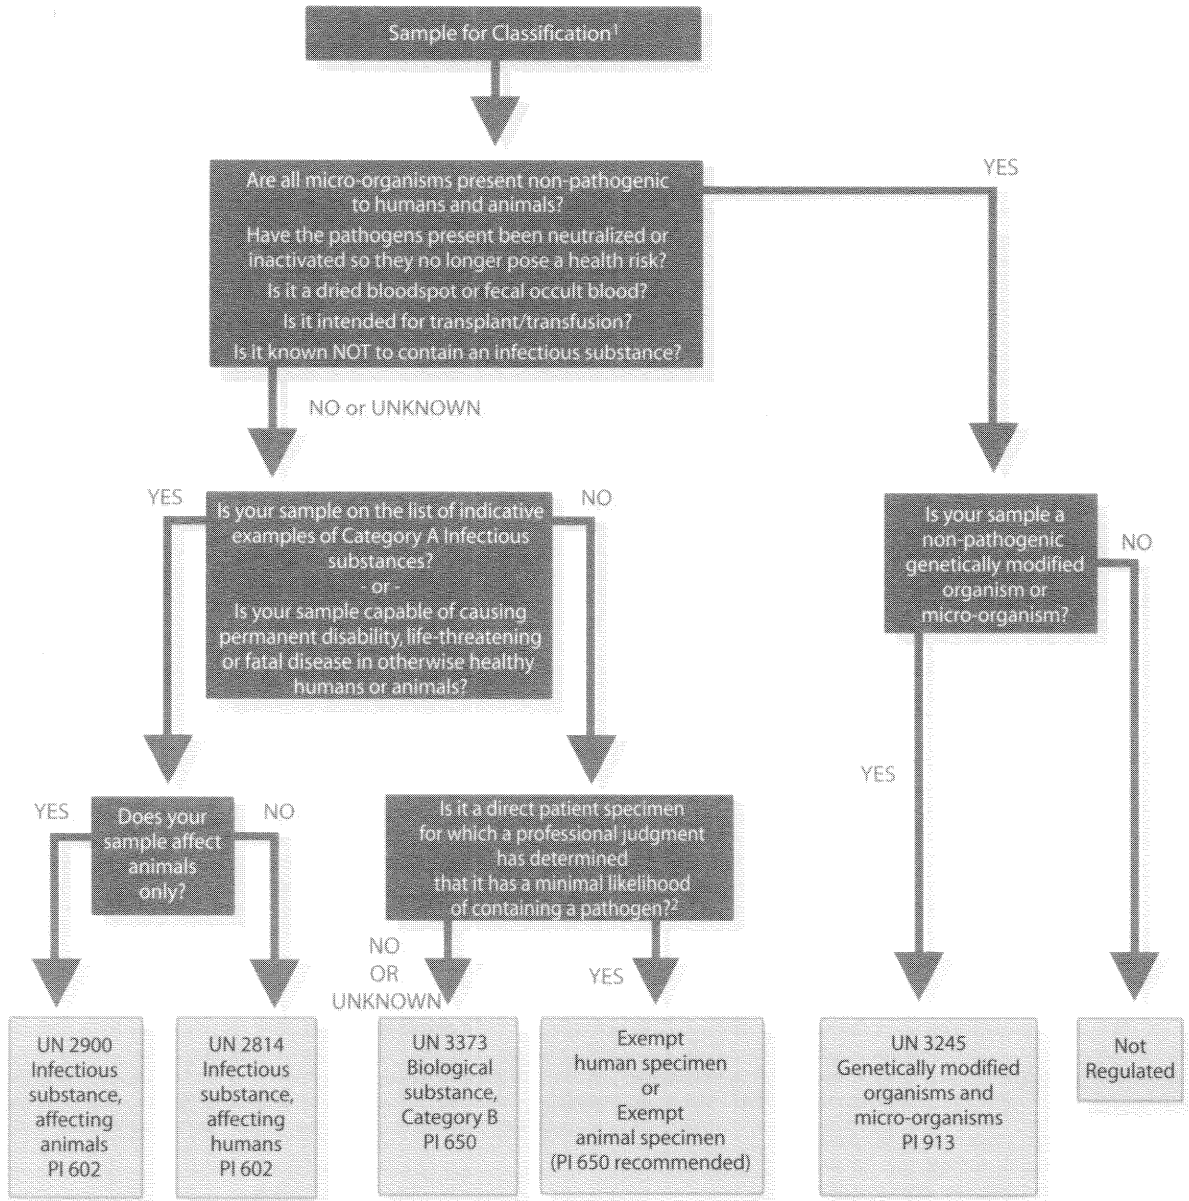 Sample for Classification¹
YES
Are all micro-organisms present non-pathogenic
to humans and animals?
Have the pathogens present been neutralized or
inactivated so they no longer pose a health risk?
Is it a dried bloodspot or fecal occult blood?
Is it intended for transplant/transfusion?
Is it known NOT to contain an infectious substance?
NO or UNKNOWN
YES
Is your sample on the list of indicative
examples of Category A Infectious
substances?
- or -
Is your sample capable of causing
permanent disability, life-threatening
or fatal disease in otherwise healthy
humans or animals?
NO
Is your sample a
non-pathogenic
genetically modified
organism or
micro-organism?
NO
YES
YES
Does your
sample affect
animals
only?
NO
Is it a direct patient specimen
for which a professional judgment
has determined
that it has a minimal likelihood
of containing a pathogen?²
NO
OR
UNKNOWN
YES
UN 2900
Infectious
substance,
affecting
animals
PI 602
UN 2814
Infectious
substance,
affecting
humans
PI 602
UN 3373
Biological
substance,
Category B
PI 650
Exempt
human specimen
or
Exempt
animal specimen
(PI 650 recommended)
UN 3245
Genetically modified
organisms and
micro-organisms
PI 913
Not
Regulated